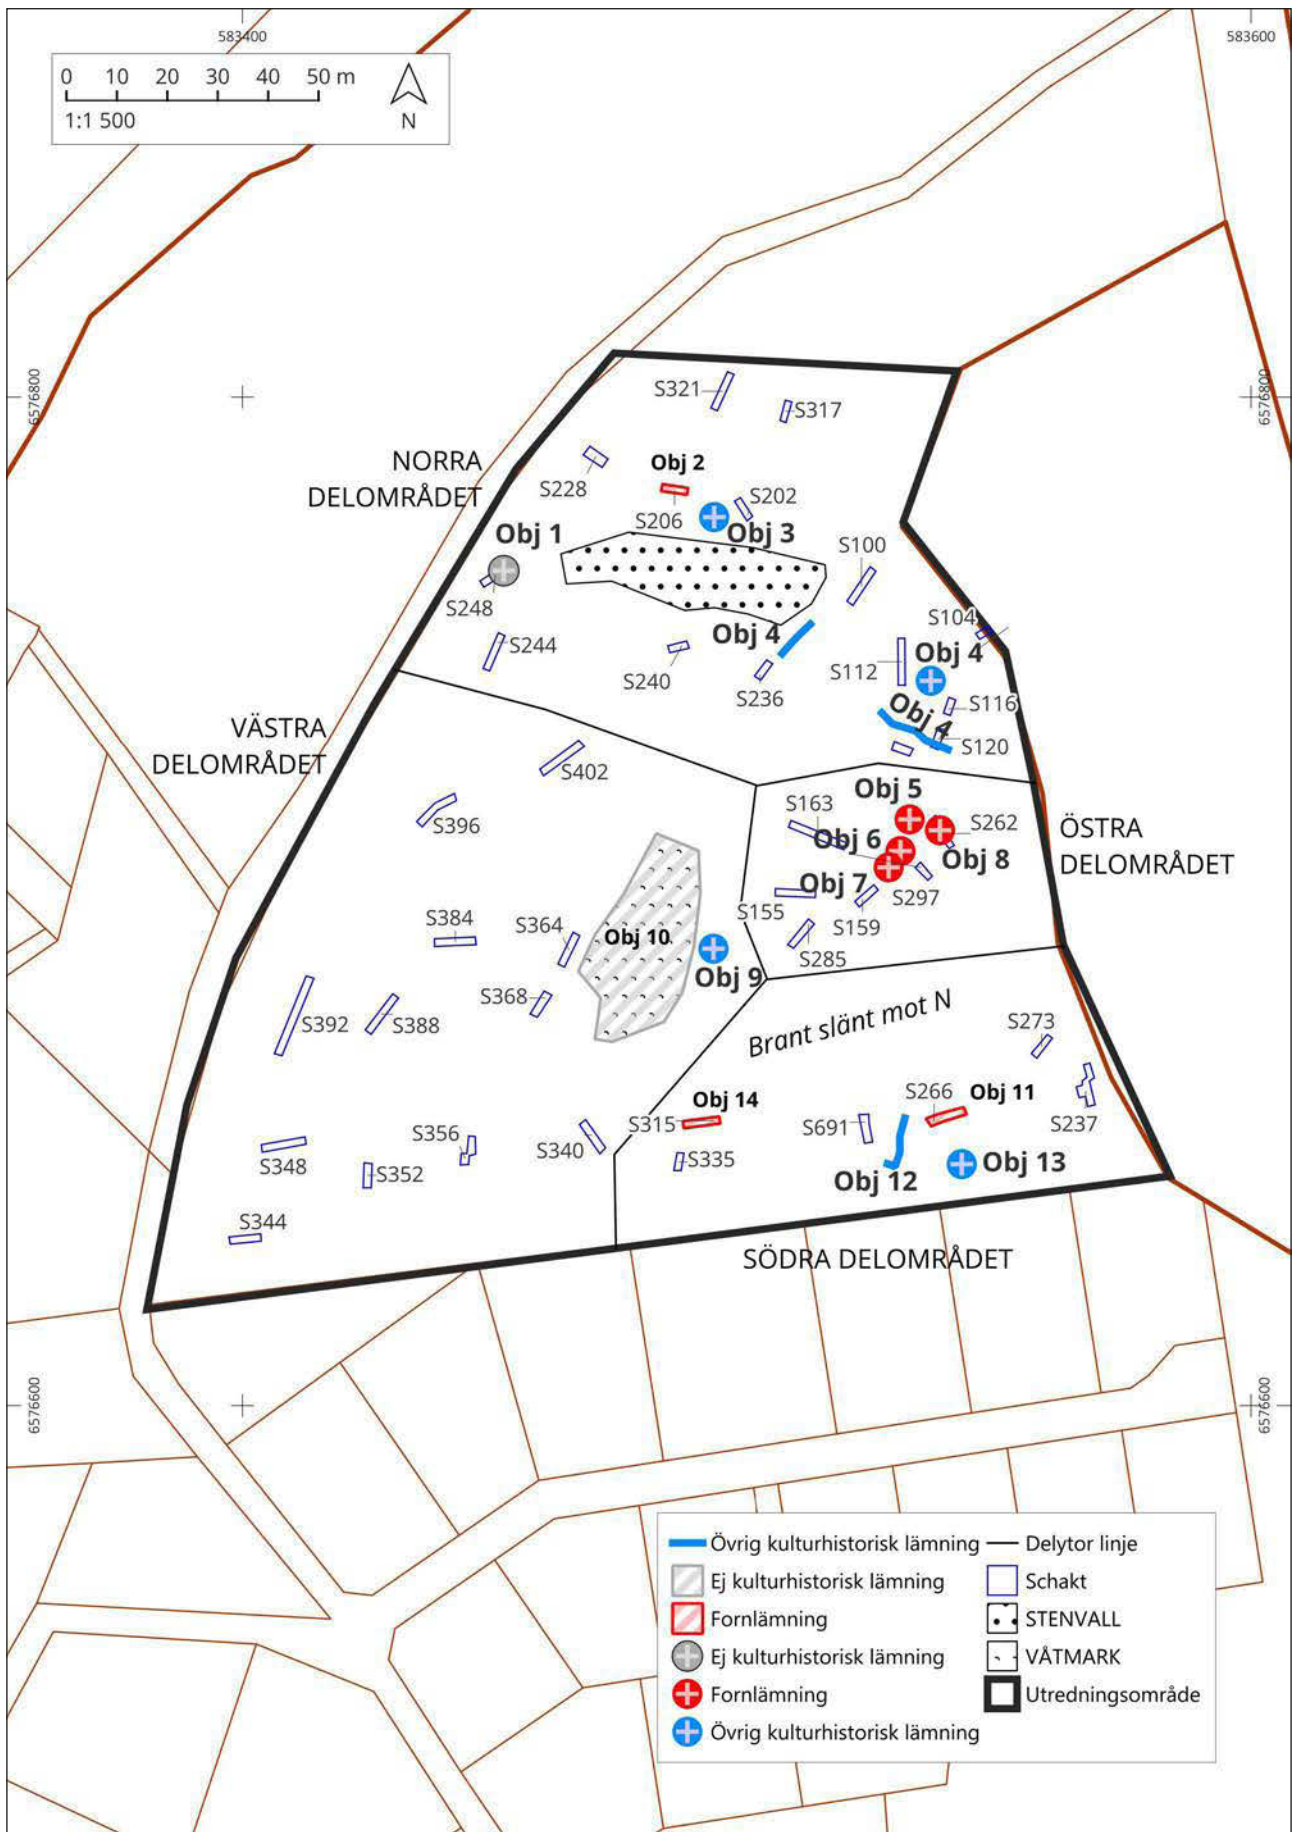 583400
583600
0 10 20 30 40 50 m
1:1 500
N
6576800
6576800
S321
S317
NORRA
DELOMRÅDET
Obj 2
S228
S202
S206
Obj 3
Obj 1
S100
S248
S104
Obj 4
Obj 4
S244
S240
S112
S236
S116
Obj 4
S120
VÄSTRA
DELOMRÅDET
S402
Obj 5
S396
S163
S262
ÖSTRA
DELOMRÅDET
Obj 6
Obj 8
Obj 7
S297
S155
S159
S384
S364
Obj 10
S285
Obj 9
S368
S392
S388
Brant slänt mot N
S273
S266
Obj 11
Obj 14
S315
S237
S691
S356
S340
S348
S352
S335
Obj 12
Obj 13
S344
SÖDRA DELOMRÅDET
6576600
6576600
Övrig kulturhistorisk lämning
Ej kulturhistorisk lämning
Fornlämning
Ej kulturhistorisk lämning
Fornlämning
Övrig kulturhistorisk lämning
Delytor linje
Schakt
STENVALL
VÅTMARK
Utredningsområde